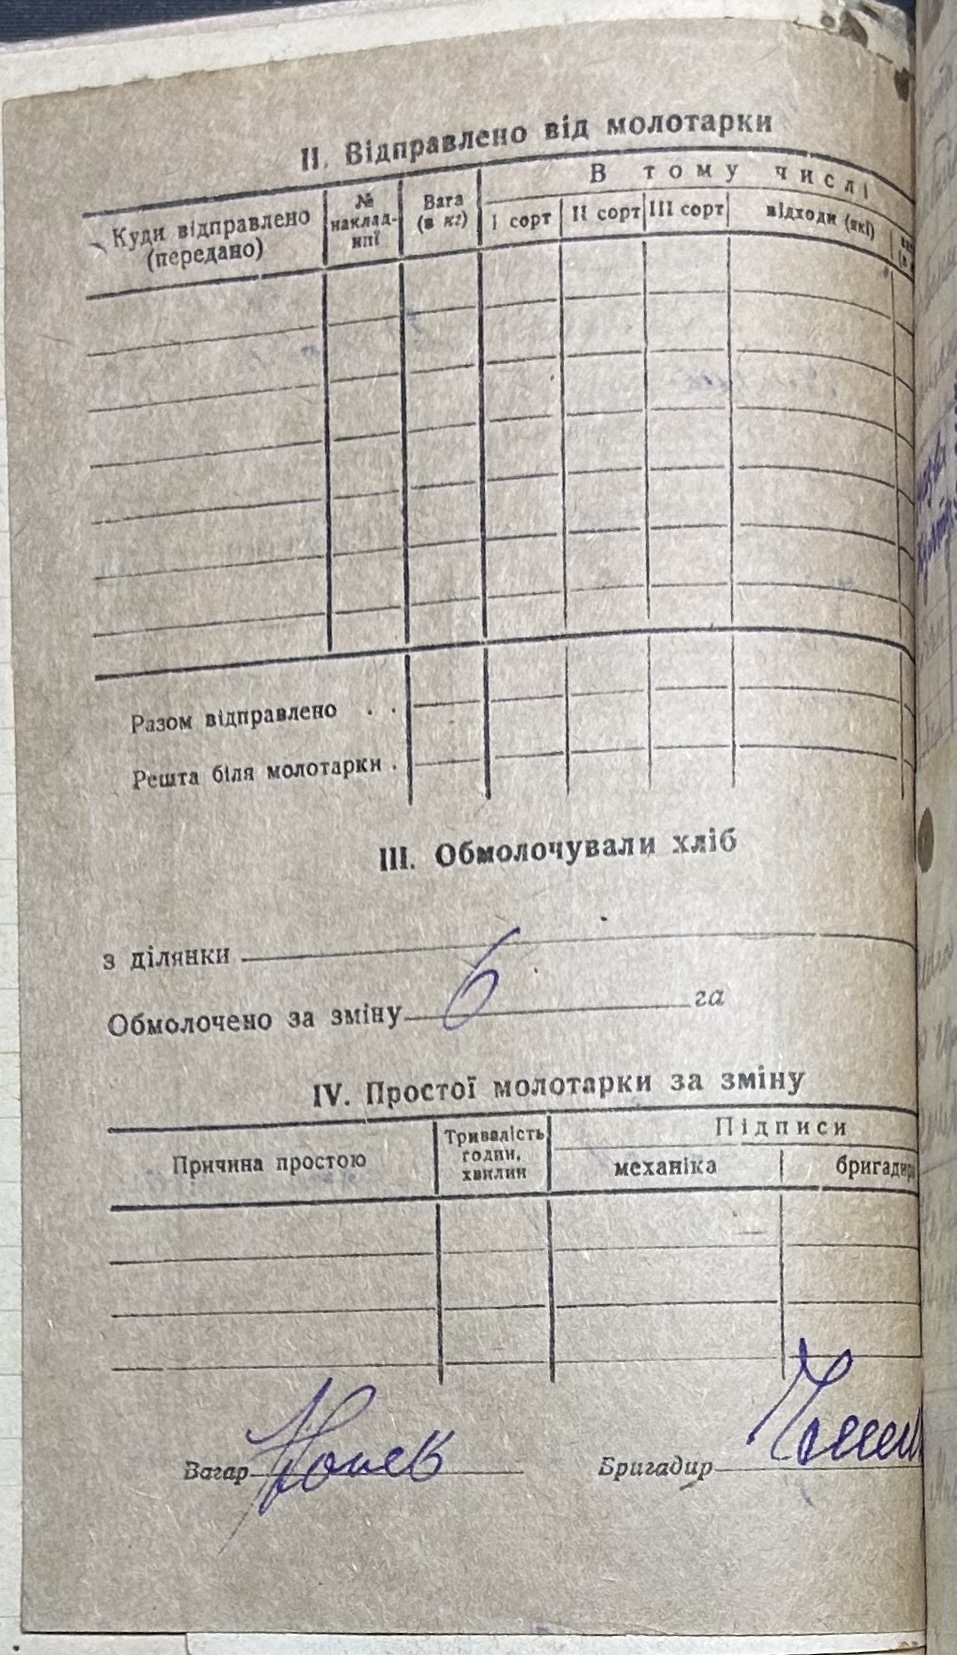 II. Відправлено від молотарки
Куди відправлено (передано)
№ наклад- ної
Вага (в кг)
В тому числі
I сорт
II сорт
III сорт
відходи (які)
Разом відправлено . .
Решта біля молотарки .
III. Обмолочували хліб
з ділянки
Обмолочено за зміну 6 га
IV. Простої молотарки за зміну
Причина простою
Тривалість годин, хвилин
Підписи
механіка
бригадира
Вагар
Бригадир